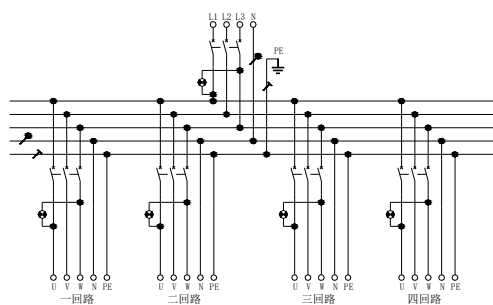 L1 L2 L3 N
PE
U V W N PE U V W N PE U V W N PE U V W N PE
一回路 二回路 三回路 四回路